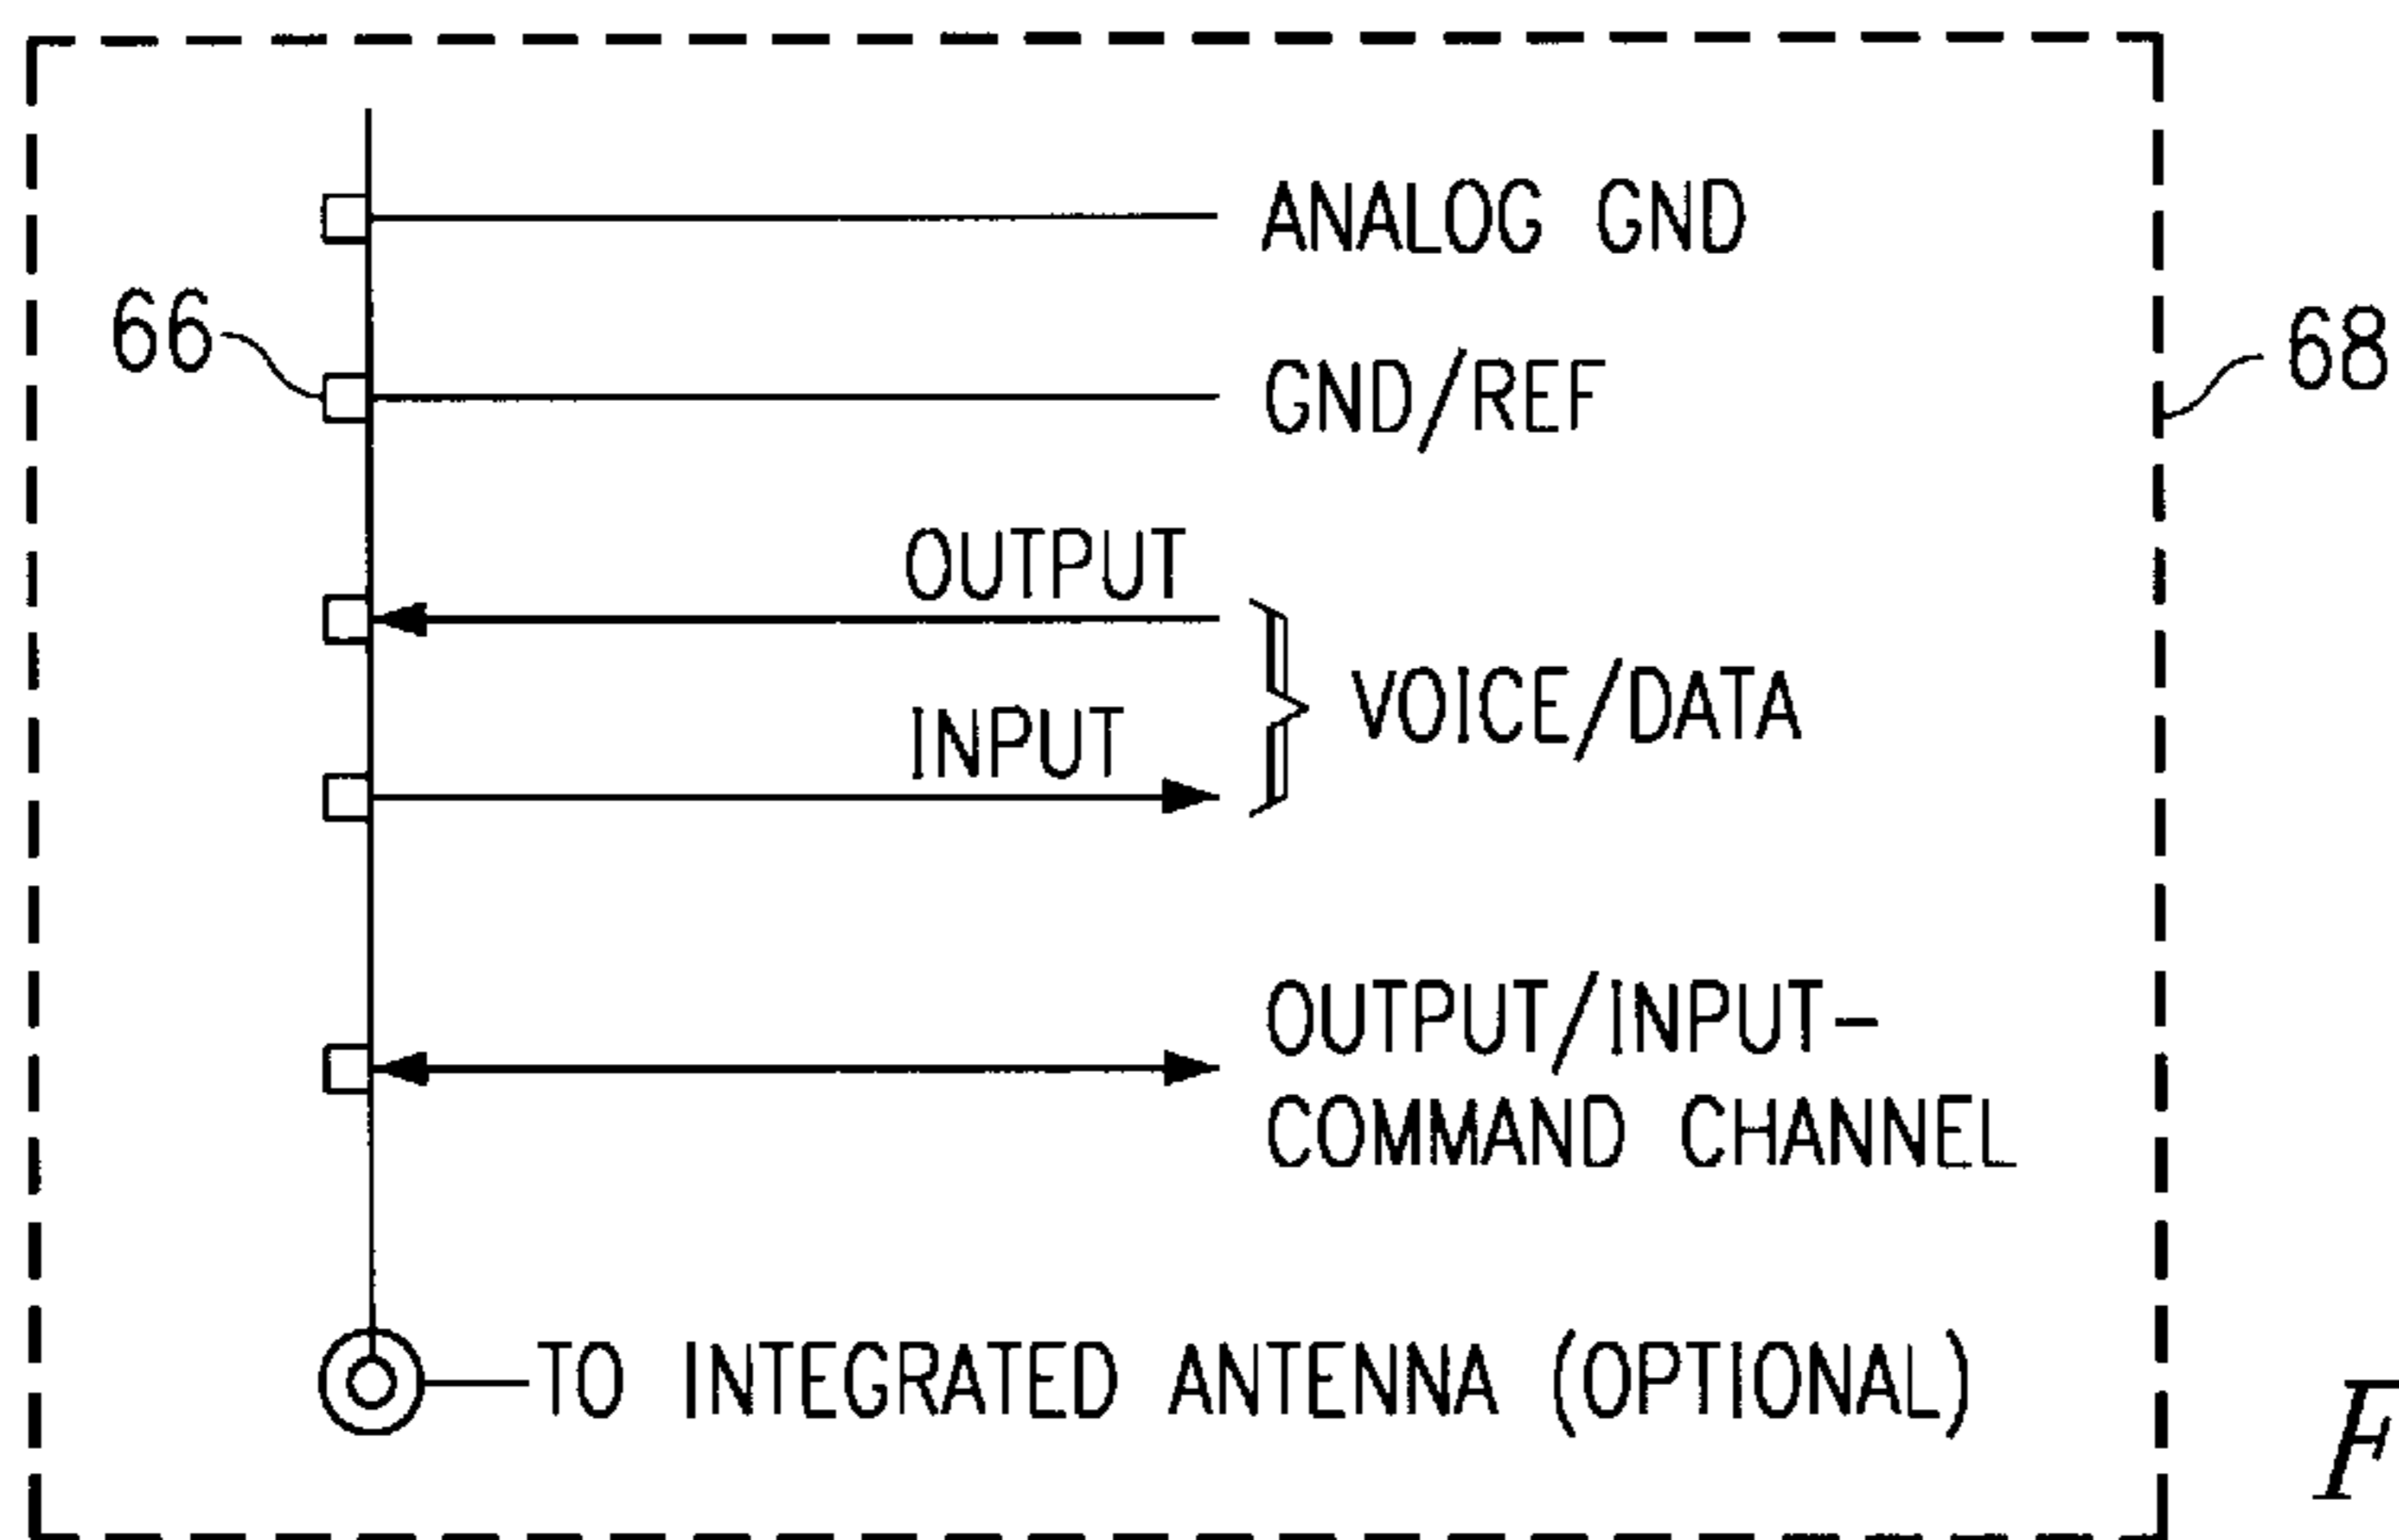 ANALOG GND
66
GND/REF
68
OUTPUT
VOICE/DATA
INPUT
OUTPUT/INPUT-
COMMAND CHANNEL
TO INTEGRATED ANTENNA (OPTIONAL)
F